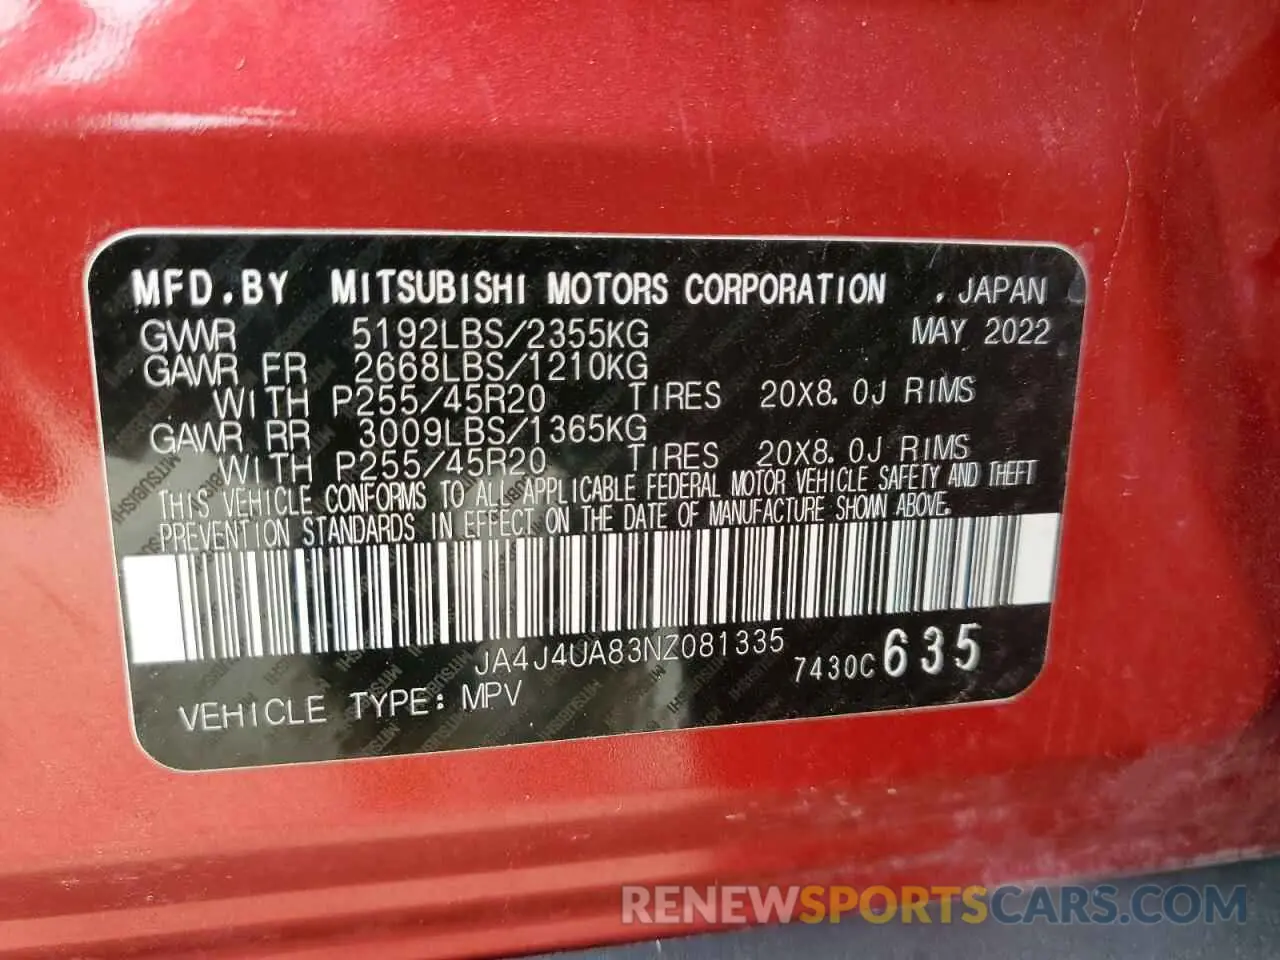 MFD.BY MITSUBISHI MOTORS CORPORATION . JAPAN
GVWR 5192LBS/2355KG MAY 2022
GAWR FR 2668LBS/1210KG
WITH P255/45R20 TIRES 20X8.0J RIMS
GAWR RR 3009LBS/1365KG
WITH P255/45R20 TIRES 20X8.0J RIMS
THIS VEHICLE CONFORMS TO ALL APPLICABLE FEDERAL MOTOR VEHICLE SAFETY AND THEFT
PREVENTION STANDARDS IN EFFECT ON THE DATE OF MANUFACTURE SHOWN ABOVE.
JA4J4UA83NZ081335 7430C 635
VEHICLE TYPE: MPV
RENEWSPORTSCARS.COM